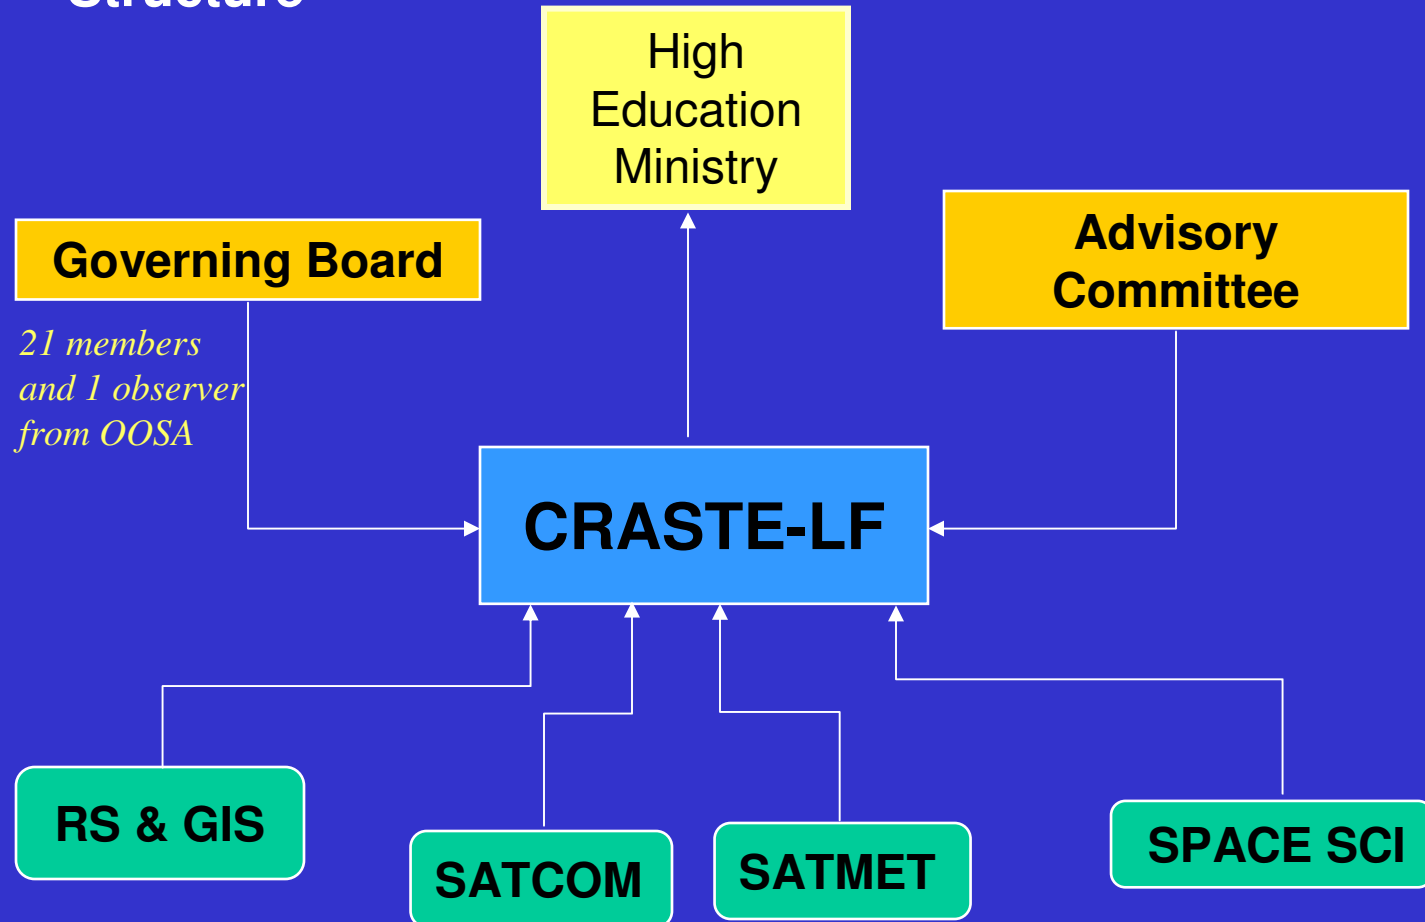 Structure
High
Education
Ministry
Governing Board
Advisory
Committee
21 members
and 1 observer
from OOSA
CRASTE-LF
RS & GIS
SATCOM
SATMET
SPACE SCI